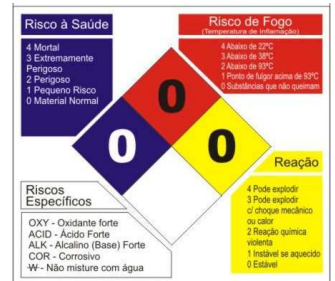 Risco à Saúde
4 Mortal
3 Extremamente
Perigoso
2 Perigoso
1 Pequeno Risco
0 Material Normal
Risco de Fogo
(Temperatura de Inflamação)
4 Abaixo de 22ºC
3 Abaixo de 38ºC
2 Abaixo de 93ºC
1 Ponto de fulgor acima de 93ºC
0 Substâncias que não queimam
0
0
0
Riscos
Específicos
OXY - Oxidante forte
ACID - Ácido Forte
ALK - Alcalino (Base) Forte
COR - Corrosivo
W - Não misture com água
Reação
4 Pode explodir
3 Pode explodir
c/ choque mecânico
ou calor
2 Reação química
violenta
1 Instável se aquecido
0 Estável